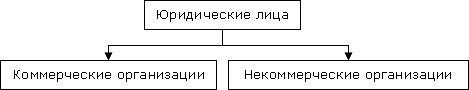 Юридические лица
Коммерческие организации
Некоммерческие организации